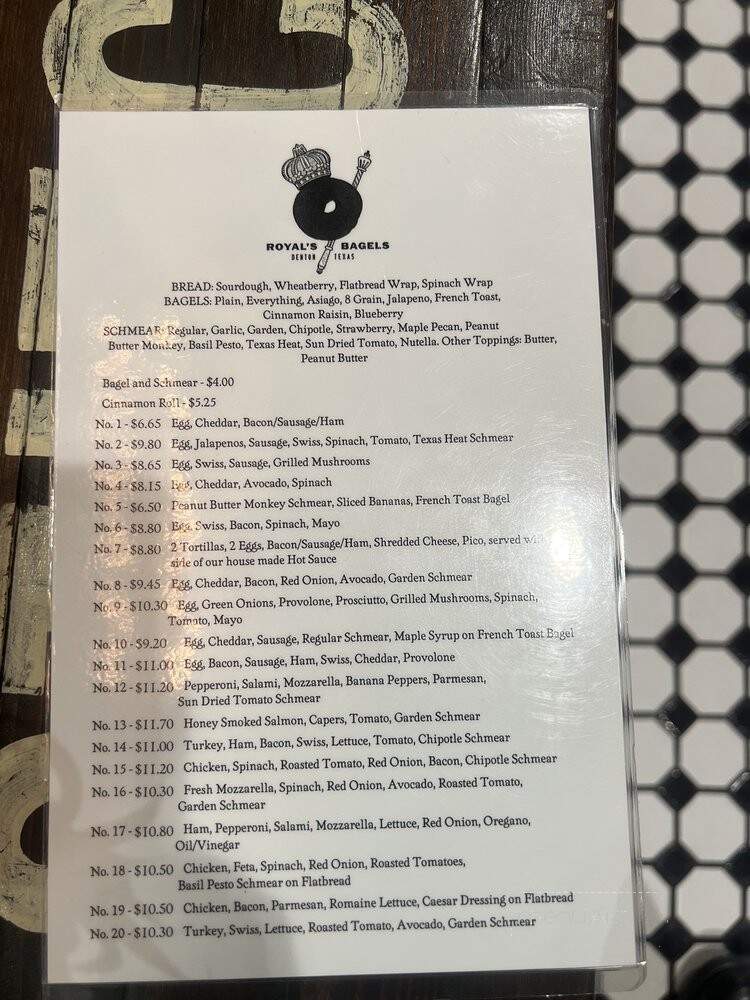 ROYAL'S BAGELS
DENTON TEXAS
BREAD: Sourdough, Wheatberry, Flatbread Wrap, Spinach Wrap
BAGELS: Plain, Everything, Asiago, 8 Grain, Jalapeno, French Toast,
Cinnamon Raisin, Blueberry
SCHMEAR: Regular, Garlic, Garden, Chipotle, Strawberry, Maple Pecan, Peanut
Butter Monkey, Basil Pesto, Texas Heat, Sun Dried Tomato, Nutella. Other Toppings: Butter,
Peanut Butter
Bagel and Schmear - $4.00
Cinnamon Roll - $5.25
No. 1 - $6.65 Egg, Cheddar, Bacon/Sausage/Ham
No. 2 - $9.80 Egg, Jalapenos, Sausage, Swiss, Spinach, Tomato, Texas Heat Schmear
No. 3 - $8.65 Egg, Swiss, Sausage, Grilled Mushrooms
No. 4 - $8.15 Egg, Cheddar, Avocado, Spinach
No. 5 - $6.50 Peanut Butter Monkey Schmear, Sliced Bananas, French Toast Bagel
No. 6 - $8.80 Egg, Swiss, Bacon, Spinach, Mayo
No. 7 - $8.80 2 Tortillas, 2 Eggs, Bacon/Sausage/Ham, Shredded Cheese, Pico, served
side of our house made Hot Sauce
No. 8 - $9.45 Egg, Cheddar, Bacon, Red Onion, Avocado, Garden Schmear
No. 9 - $10.30 Egg, Green Onions, Provolone, Prosciutto, Grilled Mushrooms, Spinach,
Tomato, Mayo
No. 10 - $9.20 Egg, Cheddar, Sausage, Regular Schmear, Maple Syrup on French Toast Bagel
No. 11 - $11.00 Egg, Bacon, Sausage, Ham, Swiss, Cheddar, Provolone
No. 12 - $11.20 Pepperoni, Salami, Mozzarella, Banana Peppers, Parmesan,
Sun Dried Tomato Schmear
No. 13 - $11.70 Honey Smoked Salmon, Capers, Tomato, Garden Schmear
No. 14 - $11.00 Turkey, Ham, Bacon, Swiss, Lettuce, Tomato, Chipotle Schmear
No. 15 - $11.20 Chicken, Spinach, Roasted Tomato, Red Onion, Bacon, Chipotle Schmear
No. 16 - $10.30 Fresh Mozzarella, Spinach, Red Onion, Avocado, Roasted Tomato,
Garden Schmear
No. 17 - $10.80 Ham, Pepperoni, Salami, Mozzarella, Lettuce, Red Onion, Oregano,
Oil/Vinegar
No. 18 - $10.50 Chicken, Feta, Spinach, Red Onion, Roasted Tomatoes,
Basil Pesto Schmear on Flatbread
No. 19 - $10.50 Chicken, Bacon, Parmesan, Romaine Lettuce, Caesar Dressing on Flatbread
No. 20 - $10.30 Turkey, Swiss, Lettuce, Roasted Tomato, Avocado, Garden Schmear